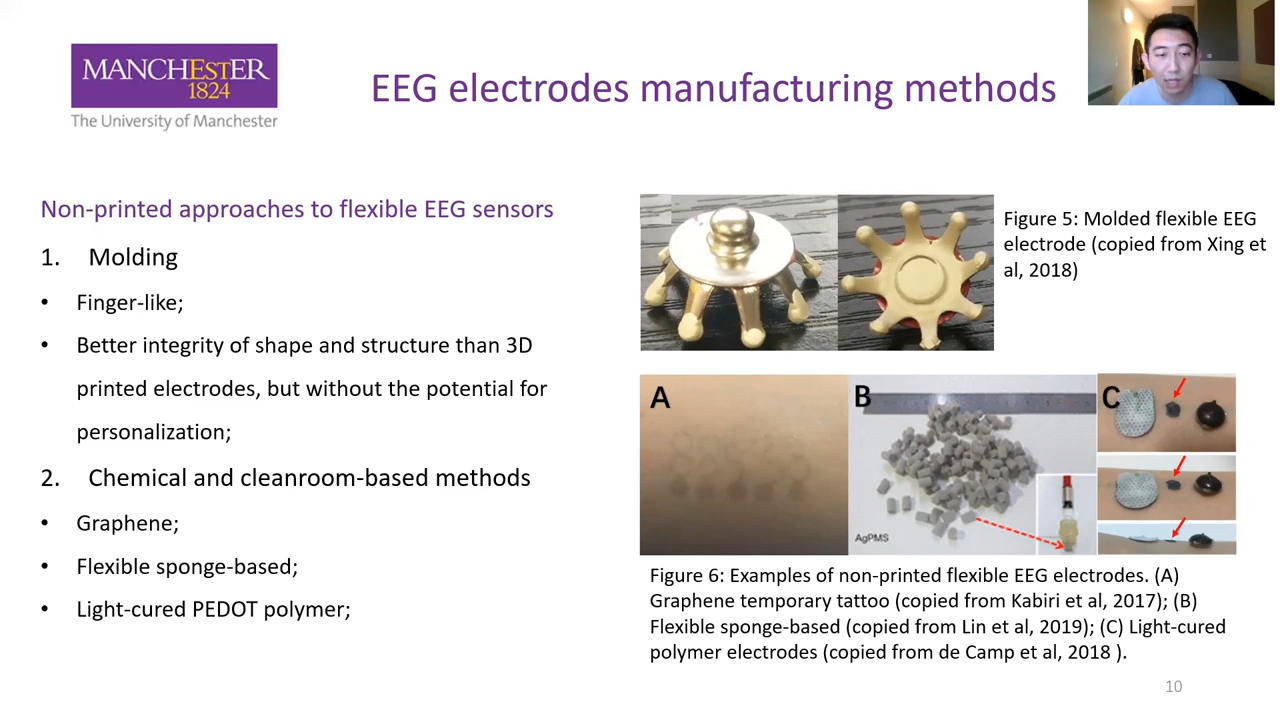 MANCHESTER
1824
The University of Manchester
EEG electrodes manufacturing methods
Non-printed approaches to flexible EEG sensors
1. Molding
• Finger-like;
• Better integrity of shape and structure than 3D
printed electrodes, but without the potential for
personalization;
2. Chemical and cleanroom-based methods
• Graphene;
• Flexible sponge-based;
• Light-cured PEDOT polymer;
Figure 5: Molded flexible EEG
electrode (copied from Xing et
al, 2018)
A
B
C
AgPMS
Figure 6: Examples of non-printed flexible EEG electrodes. (A)
Graphene temporary tattoo (copied from Kabiri et al, 2017); (B)
Flexible sponge-based (copied from Lin et al, 2019); (C) Light-cured
polymer electrodes (copied from de Camp et al, 2018 ).
10